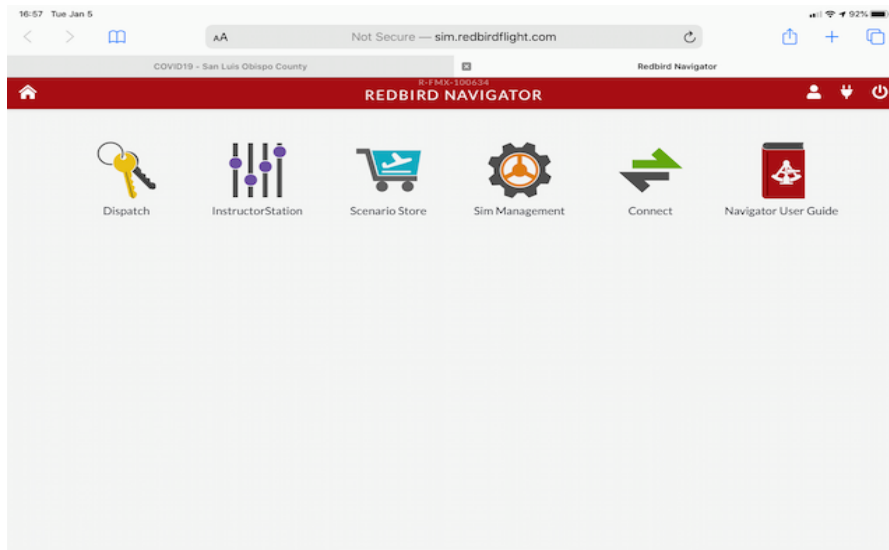 16:57 Tue Jan 5
92%
AA
Not Secure — sim.redbirdflight.com
COVID19 - San Luis Obispo County
Redbird Navigator
R-FMX-100634
REDBIRD NAVIGATOR
Dispatch
InstructorStation
Scenario Store
Sim Management
Connect
Navigator User Guide